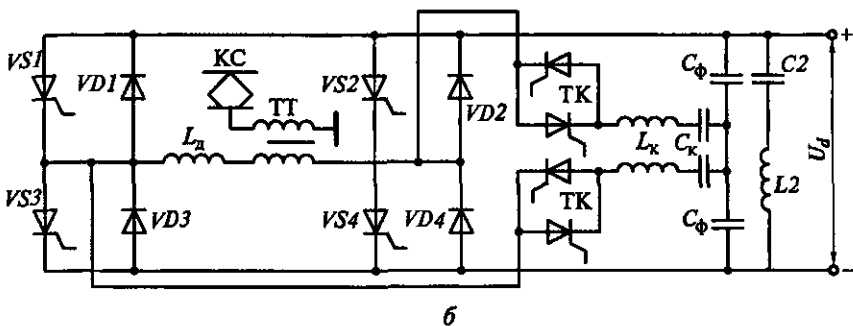 VS1
VD1
КС
ТТ
VS2
VD2
ТК
Cф
C2
+
Lд
Lк
Cк
Ud
VS3
VD3
VS4
VD4
ТК
Cф
L2
−
б